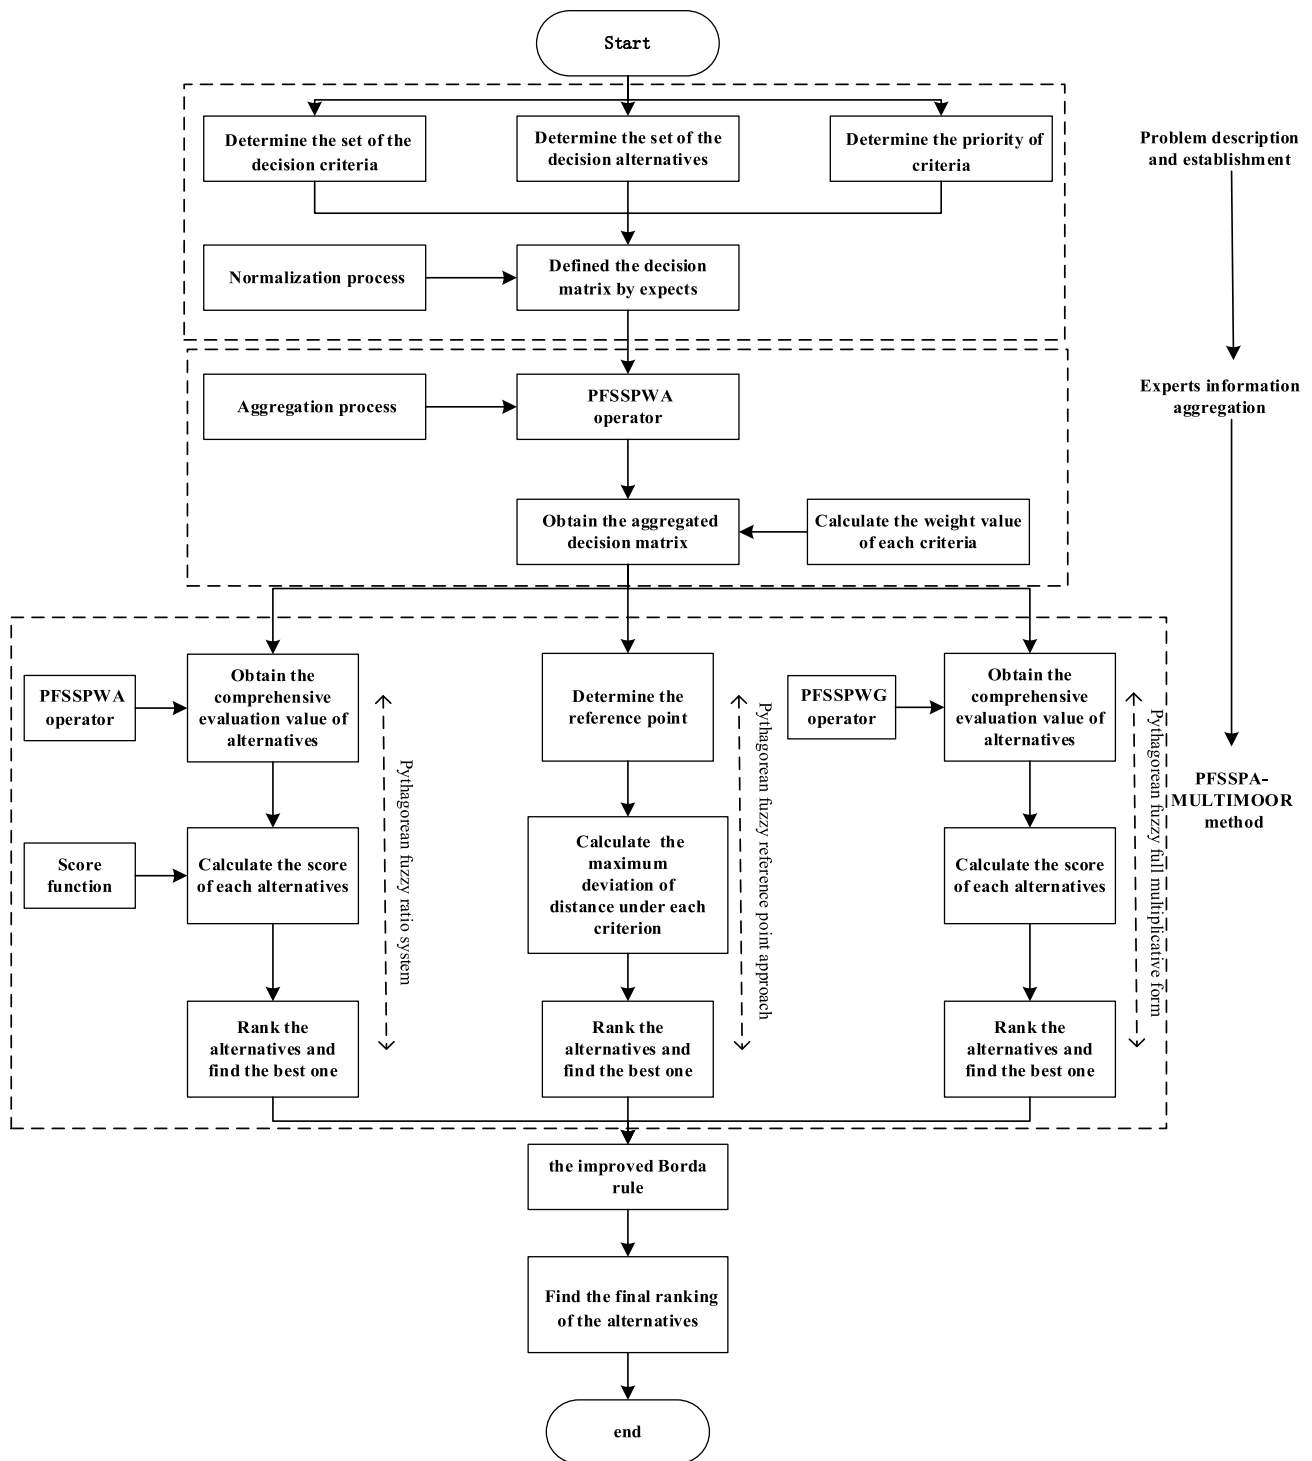 Start
Determine the set of the
decision criteria
Determine the set of the
decision alternatives
Determine the priority of
criteria
Problem description
and establishment
Normalization process
Defined the decision
matrix by expects
Aggregation process
PFSSPWA
operator
Experts information
aggregation
Obtain the aggregated
decision matrix
Calculate the weight value
of each criteria
PFSSPWA
operator
Obtain the
comprehensive
evaluation value of
alternatives
Pythagorean fuzzy ratio
system
Determine the
reference point
Pythagorean fuzzy reference point
approach
PFSSPWG
operator
Obtain the
comprehensive
evaluation value of
alternatives
Pythagorean fuzzy full multiplicative
form
PFSSPA-
MULTIMOOR
method
Score
function
Calculate the score
of each alternatives
Calculate the
maximum
deviation of
distance under each
criterion
Calculate the score
of each alternatives
Rank the
alternatives and
find the best one
Rank the
alternatives and
find the best one
Rank the
alternatives and
find the best one
the improved Borda
rule
Find the final ranking
of the alternatives
end